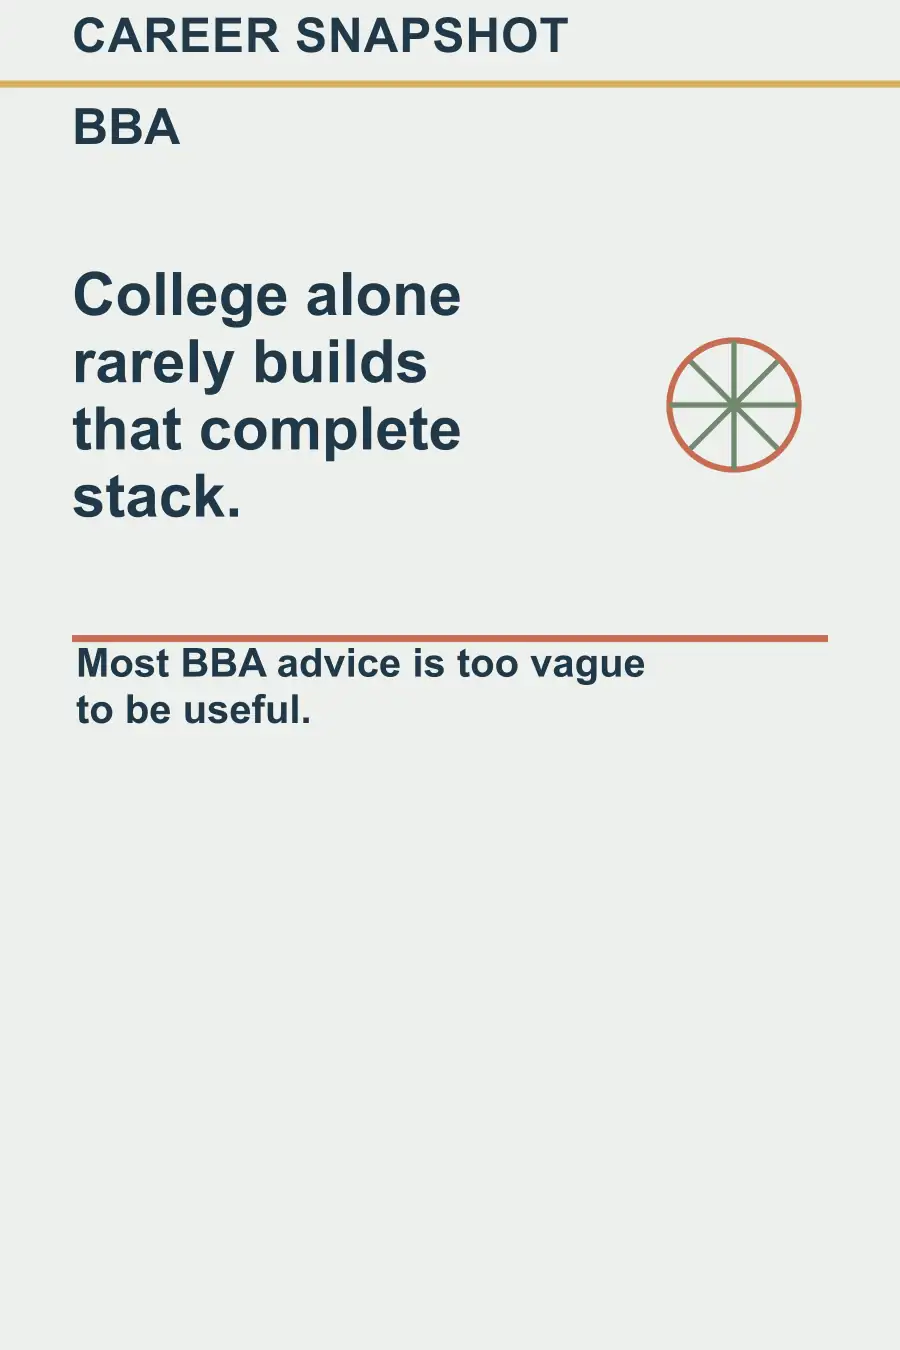 CAREER SNAPSHOT
BBA
College alone
rarely builds
that complete
stack.
Most BBA advice is too vague
to be useful.